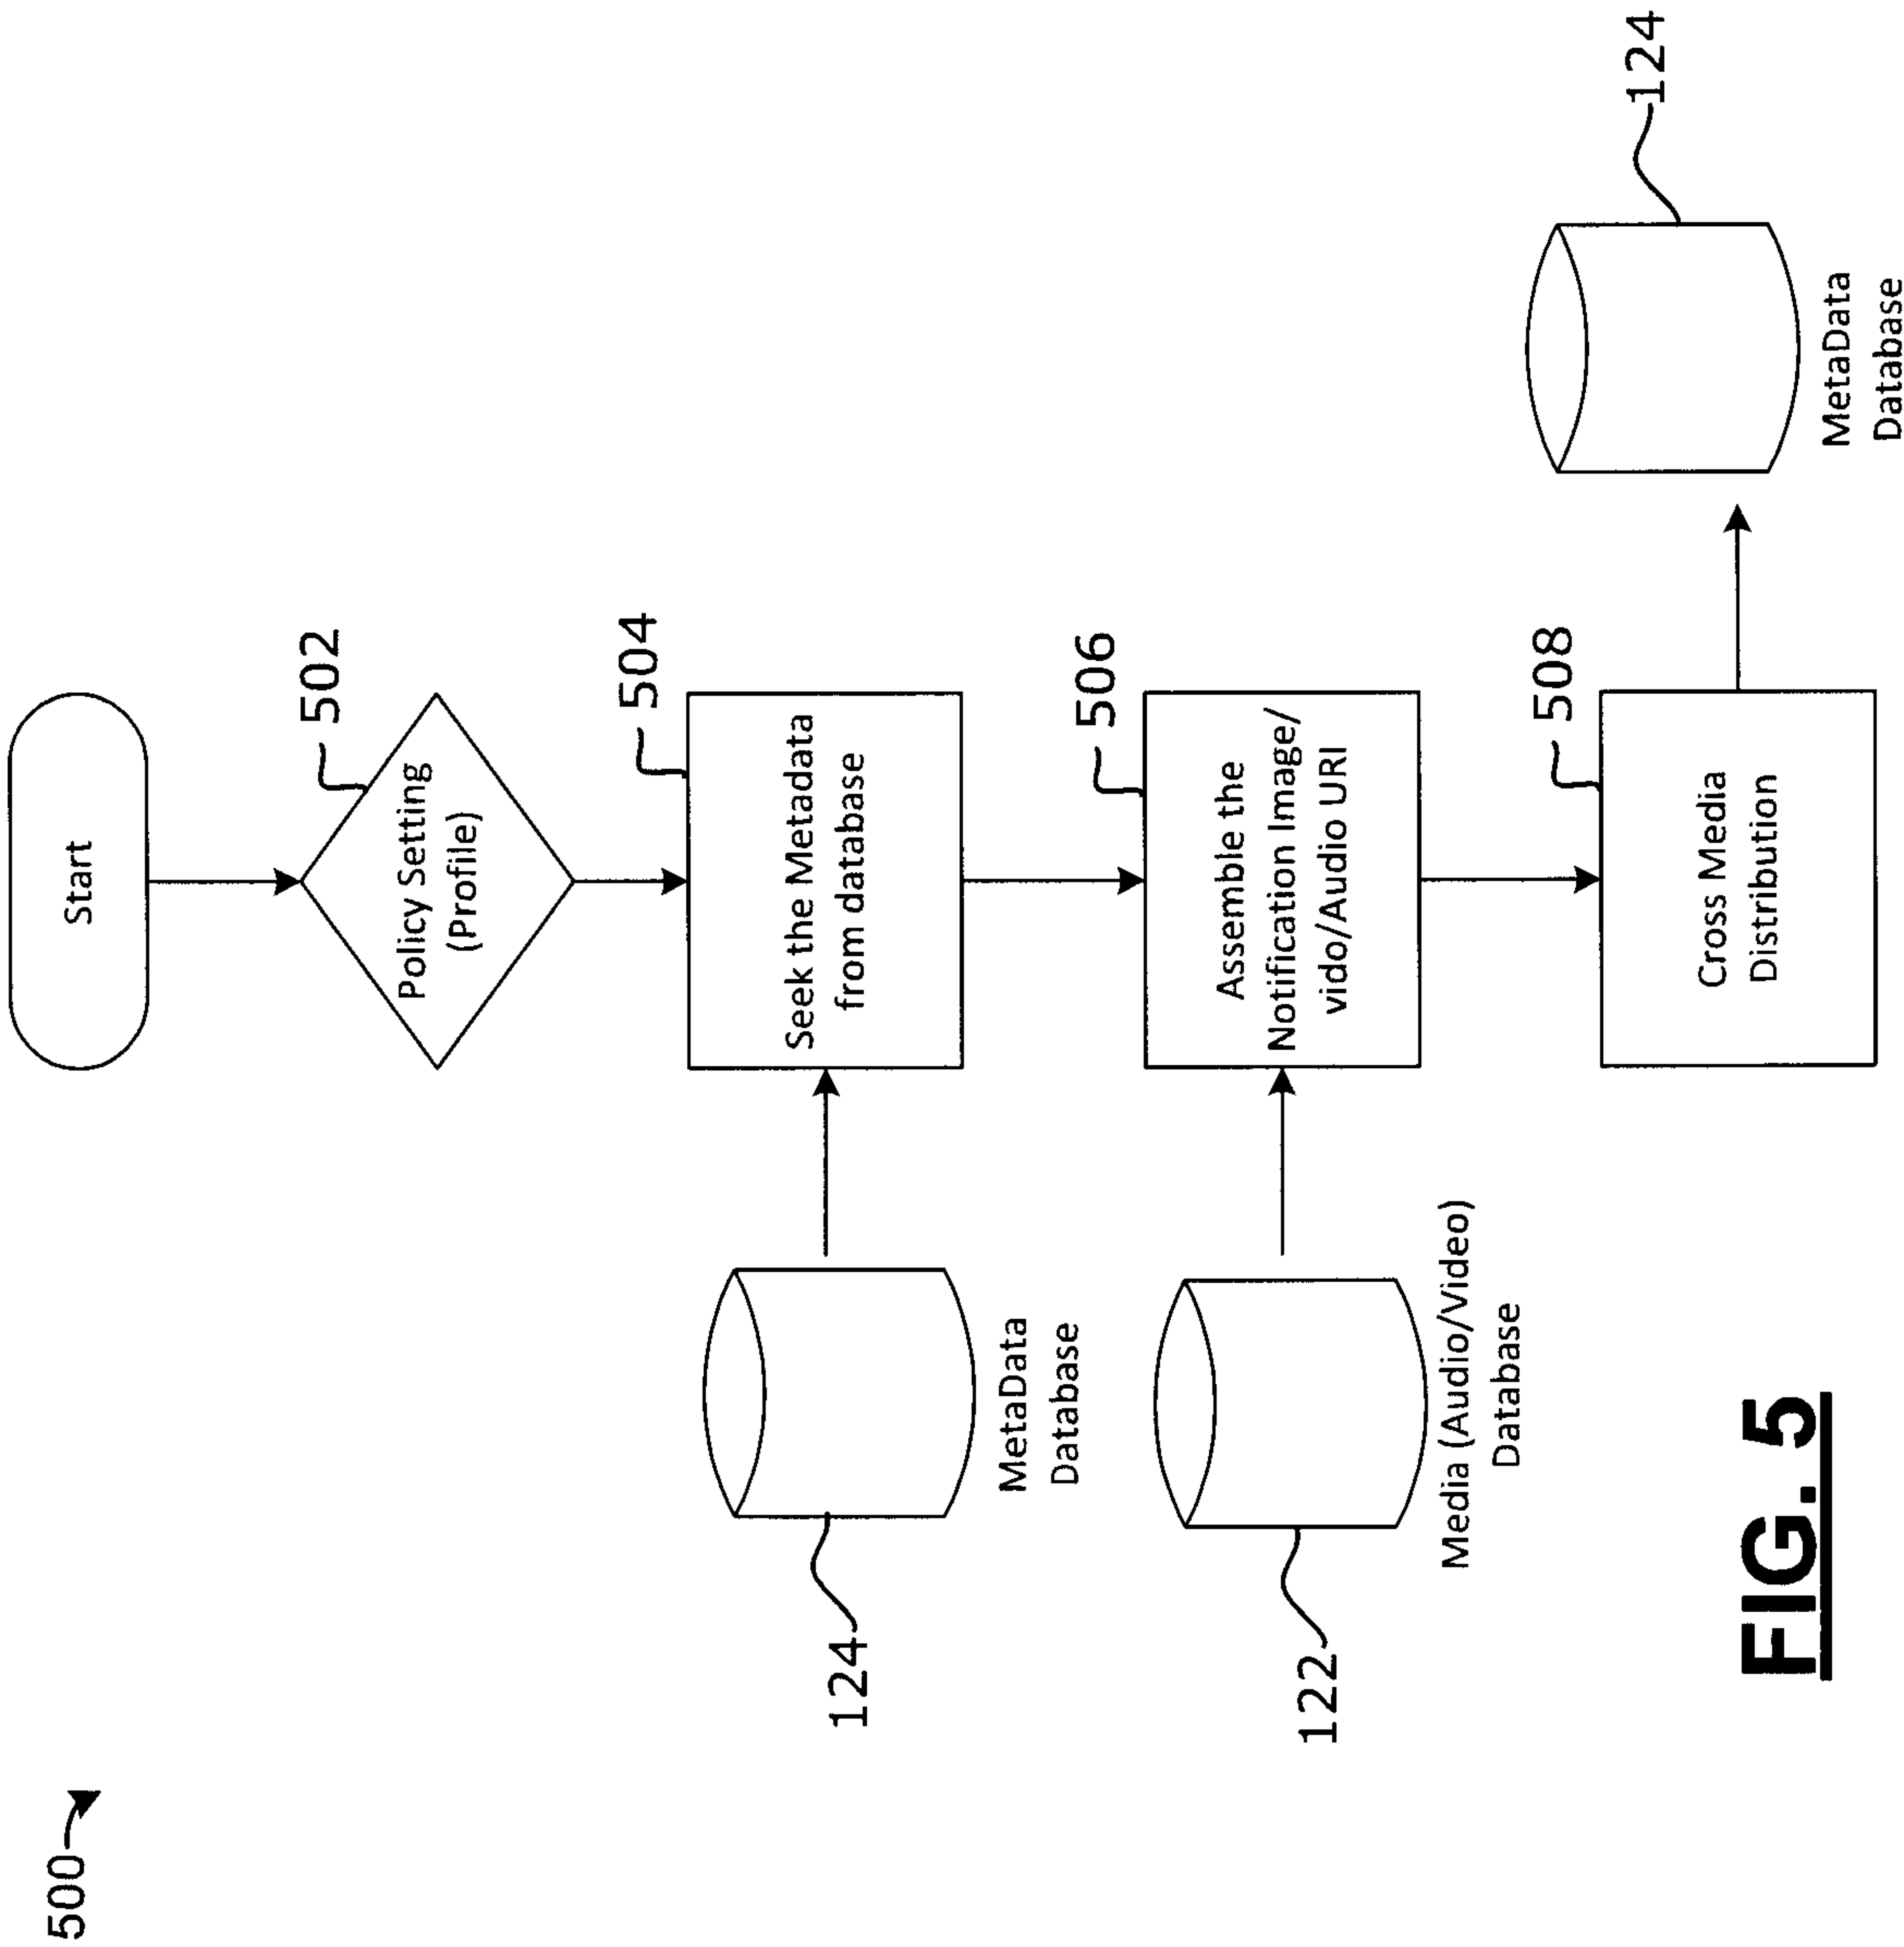 500
Start
502
Policy Setting
(Profile)
504
Seek the Metadata
from database
124
MetaData
Database
506
Assemble the
Notification Image/
vido/Audio URI
122
Media (Audio/Video)
Database
508
Cross Media
Distribution
124
MetaData
Database
FIG. 5